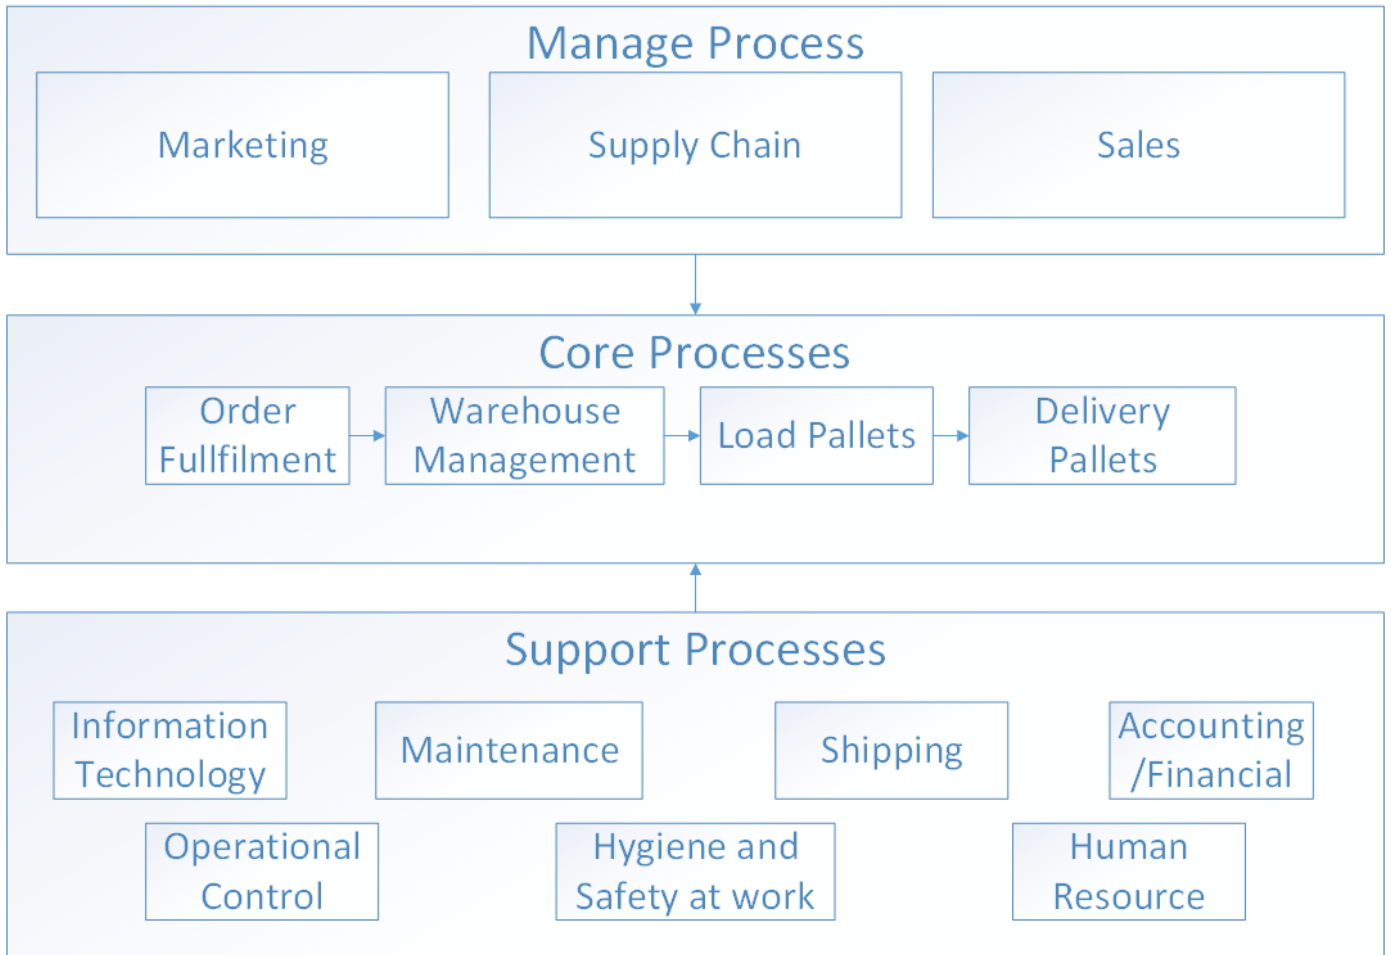 Manage Process
Marketing
Supply Chain
Sales
Core Processes
Order
Fullfilment
Warehouse
Management
Load Pallets
Delivery
Pallets
Support Processes
Information
Technology
Maintenance
Shipping
Accounting
/Financial
Operational
Control
Hygiene and
Safety at work
Human
Resource